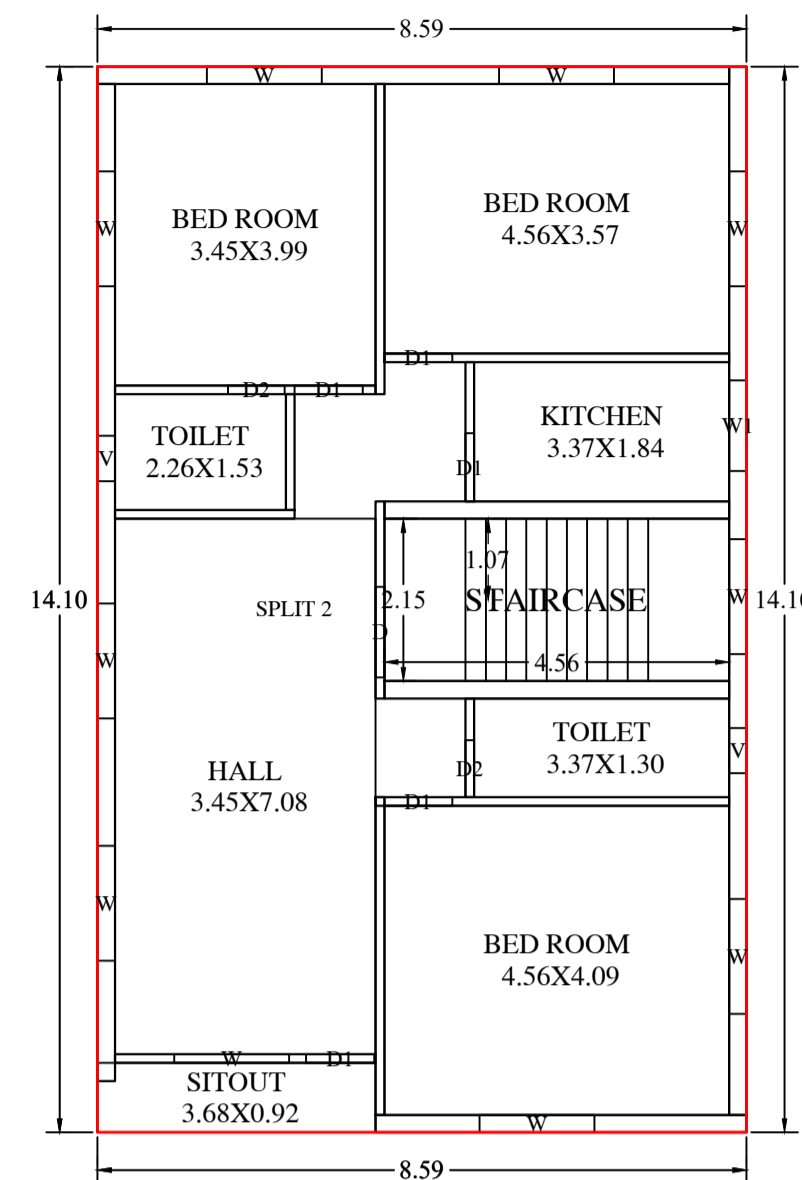 8.59
W W
BED ROOM
3.45X3.99
BED ROOM
4.56X3.57
W W
D1
D2 D1
TOILET
2.26X1.53
KITCHEN
3.37X1.84
W1
V
D1
1.07
14.10
SPLIT 2
2.15
STAIRCASE
W
14.10
D
W
4.56
TOILET
3.37X1.30
V
HALL
3.45X7.08
D2
D1
W
BED ROOM
4.56X4.09
W
W D1
SITOUT
3.68X0.92
W
8.59